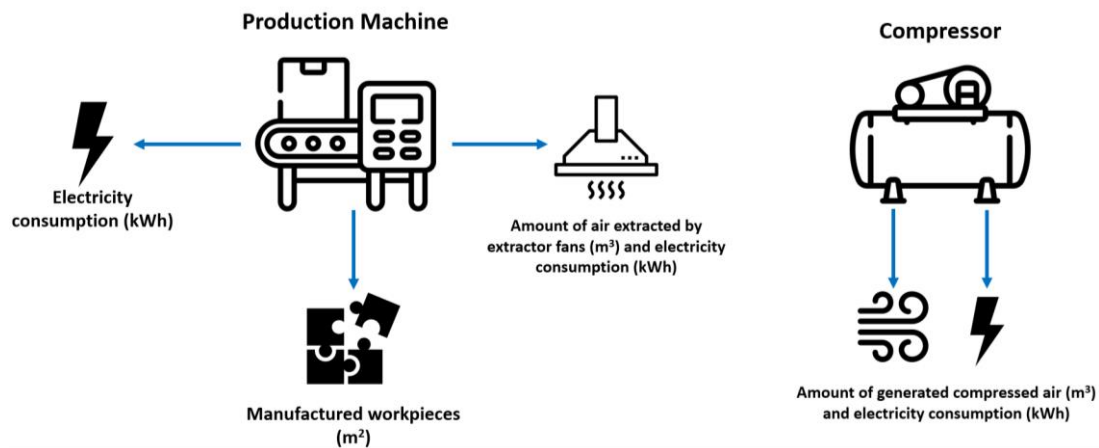 Production Machine
Compressor
Electricity
consumption (kWh)
Amount of air extracted by
extractor fans (m³) and electricity
consumption (kWh)
Manufactured workpieces
(m²)
Amount of generated compressed air (m³)
and electricity consumption (kWh)